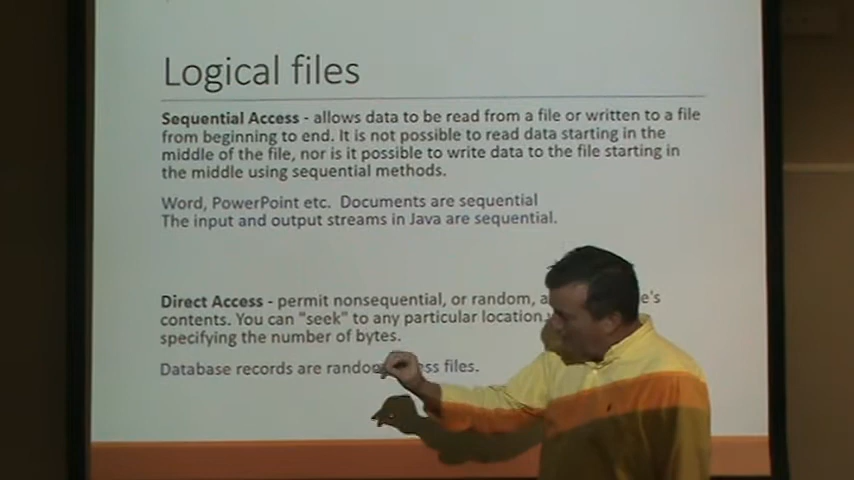 Logical files
Sequential Access - allows data to be read from a file or written to a file
from beginning to end. It is not possible to read data starting in the
middle of the file, nor is it possible to write data to the file starting in
the middle using sequential methods.
Word, PowerPoint etc. Documents are sequential
The input and output streams in Java are sequential.
Direct Access - permit nonsequential, or random, a e's
contents. You can "seek" to any particular location
specifying the number of bytes.
Database records are random ss files.